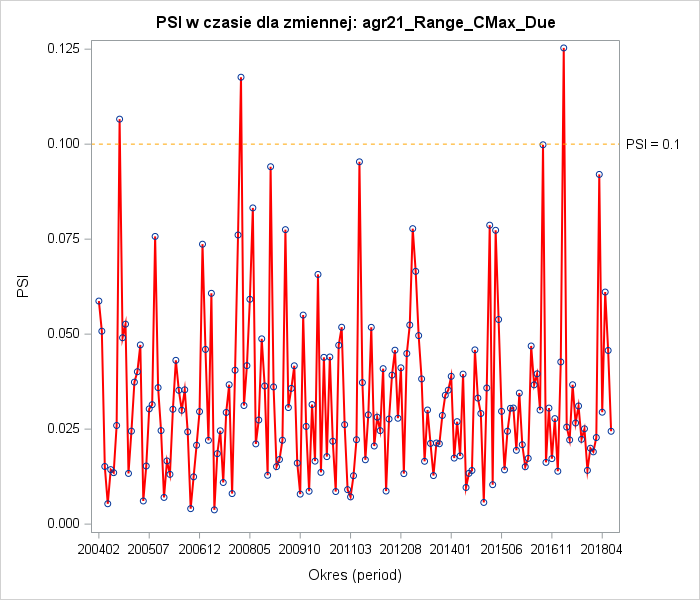 PSI w czasie dla zmiennej: agr21_Range_CMax_Due
0.125
0.100
0.075
0.050
0.025
0.000
PSI
PSI = 0.1
200402 200507 200612 200805 200910 201103 201208 201401 201506 201611 201804
Okres (period)